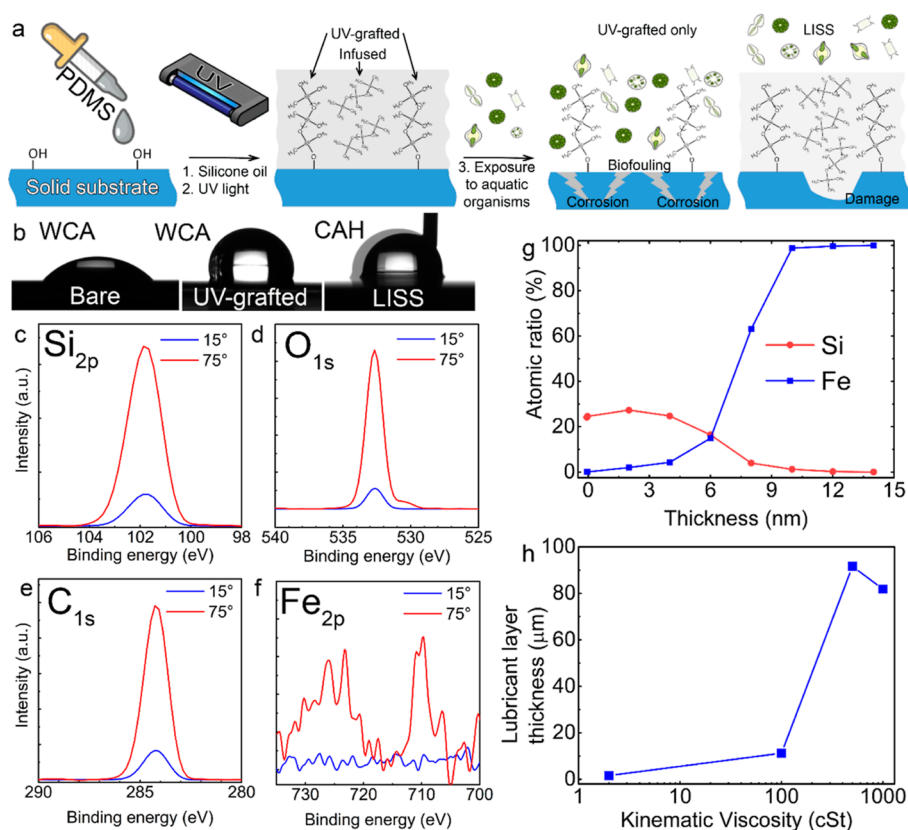 a
PDMS
UV
OH
OH
Solid substrate
1. Silicone oil
2. UV light
UV-grafted
Infused
3. Exposure
to aquatic
organisms
UV-grafted only
Biofouling
Corrosion
Corrosion
LISS
Damage
b
WCA
Bare
WCA
UV-grafted
CAH
LISS
c
Si2p
15°
75°
Intensity (a.u.)
106 104 102 100 98
Binding energy (eV)
d
O1s
15°
75°
540 535 530 525
Binding energy (eV)
e
C1s
15°
75°
Intensity (a.u.)
290 285 280
Binding energy (eV)
f
Fe2p
15°
75°
730 720 710 700
Binding energy (eV)
g
Atomic ratio (%)
100
80
60
40
20
0
Si
Fe
0 3 6 9 12 15
Thickness (nm)
h
Lubricant layer
thickness (μm)
100
80
60
40
20
0
1 10 100 1000
Kinematic Viscosity (cSt)